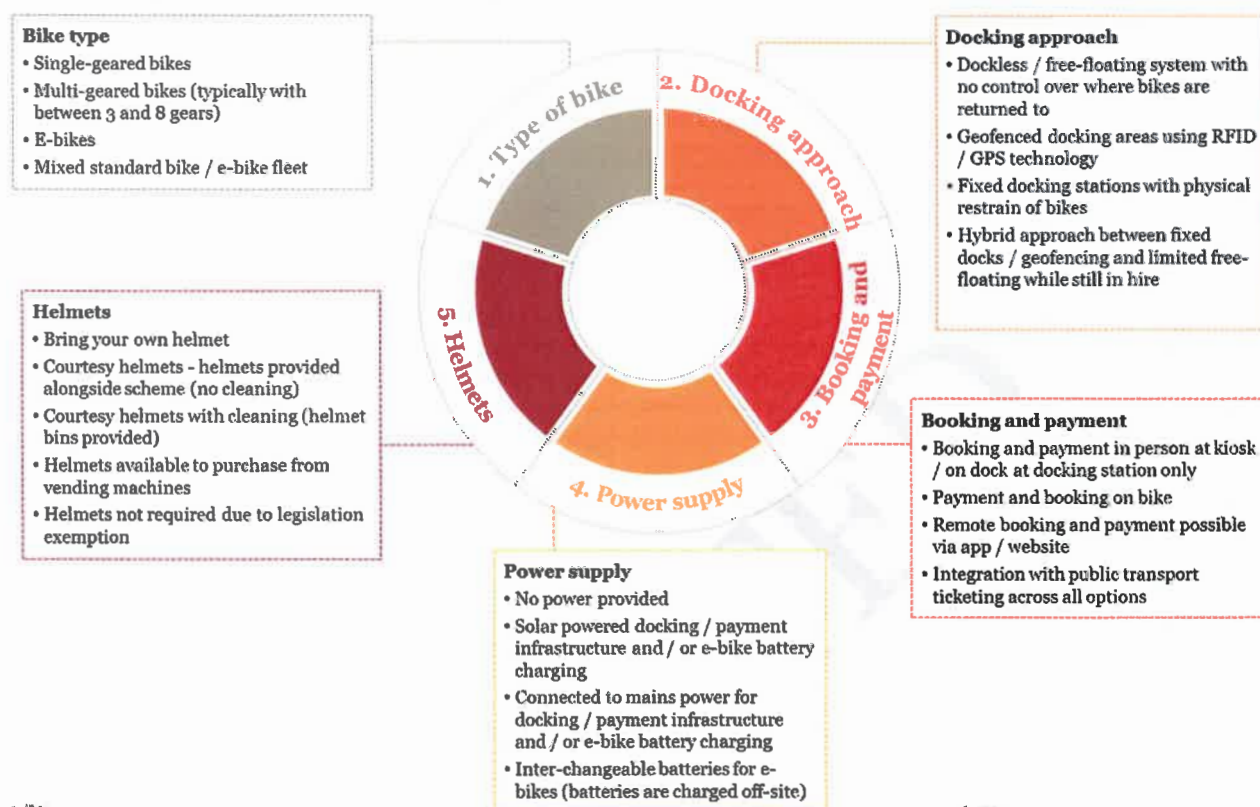 Bike type
• Single-geared bikes
• Multi-geared bikes (typically with
between 3 and 8 gears)
• E-bikes
• Mixed standard bike / e-bike fleet
1. Type of bike
2. Docking approach
3. Booking and
payment
4. Power supply
5. Helmets
Docking approach
• Dockless / free-floating system with
no control over where bikes are
returned to
• Geofenced docking areas using RFID
/ GPS technology
• Fixed docking stations with physical
restrain of bikes
• Hybrid approach between fixed
docks / geofencing and limited free-
floating while still in hire
Helmets
• Bring your own helmet
• Courtesy helmets - helmets provided
alongside scheme (no cleaning)
• Courtesy helmets with cleaning (helmet
bins provided)
• Helmets available to purchase from
vending machines
• Helmets not required due to legislation
exemption
Booking and payment
• Booking and payment in person at kiosk
/ on dock at docking station only
• Payment and booking on bike
• Remote booking and payment possible
via app / website
• Integration with public transport
ticketing across all options
Power supply
• No power provided
• Solar powered docking / payment
infrastructure and / or e-bike battery
charging
• Connected to mains power for
docking / payment infrastructure
and / or e-bike battery charging
• Inter-changeable batteries for e-
bikes (batteries are charged off-site)